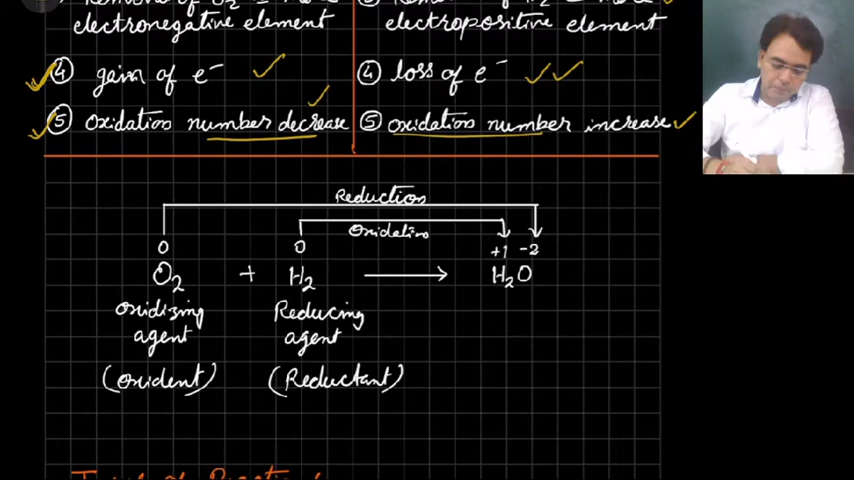 electronegative element
electropositive element
④ gain of e⁻
④ loss of e⁻
⑤ Oxidation number decrease
⑤ oxidation number increase
Reduction
Oxidation
0 0 +1 -2
O₂ + H₂ → H₂O
Oxidizing agent
Reducing agent
(Oxident)
(Reductant)